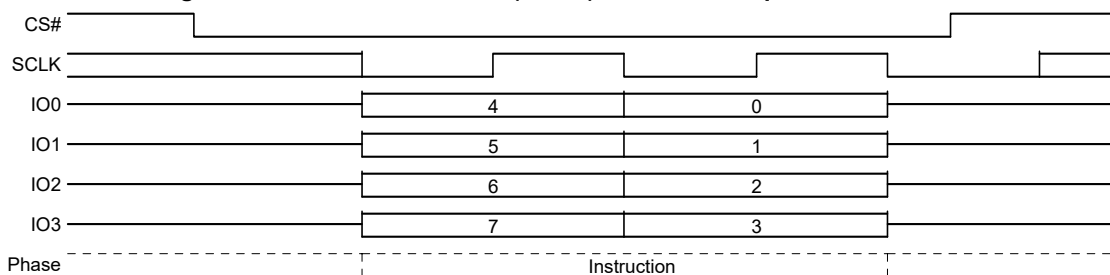 CS#
SCLK
IO0 4 0
IO1 5 1
IO2 6 2
IO3 7 3
Phase Instruction